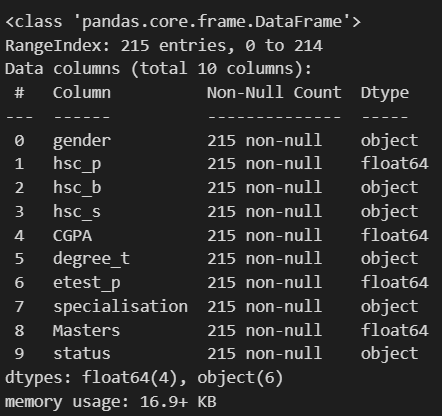 <class 'pandas.core.frame.DataFrame'>
RangeIndex: 215 entries, 0 to 214
Data columns (total 10 columns):
 #   Column          Non-Null Count  Dtype
---  ------          --------------  -----
 0   gender          215 non-null    object
 1   hsc_p           215 non-null    float64
 2   hsc_b           215 non-null    object
 3   hsc_s           215 non-null    object
 4   CGPA            215 non-null    float64
 5   degree_t        215 non-null    object
 6   etest_p         215 non-null    float64
 7   specialisation  215 non-null    object
 8   Masters         215 non-null    float64
 9   status          215 non-null    object
dtypes: float64(4), object(6)
memory usage: 16.9+ KB